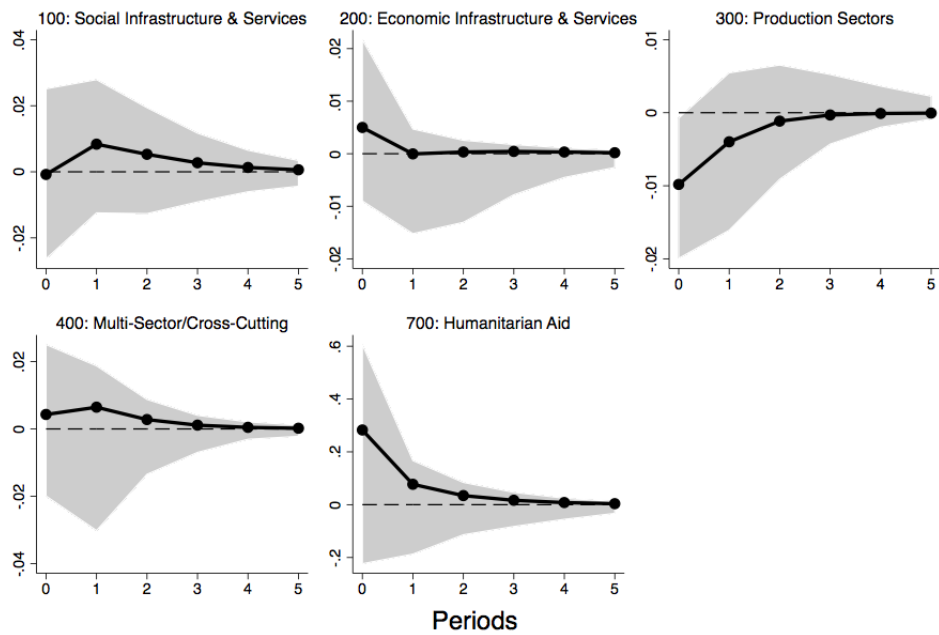 100: Social Infrastructure & Services
.04
.02
0
-.02
0 1 2 3 4 5
200: Economic Infrastructure & Services
.02
.01
0
-.01
-.02
0 1 2 3 4 5
300: Production Sectors
.01
0
-.01
-.02
0 1 2 3 4 5
400: Multi-Sector/Cross-Cutting
.02
0
-.02
-.04
0 1 2 3 4 5
700: Humanitarian Aid
.6
.4
.2
0
-.2
0 1 2 3 4 5
Periods